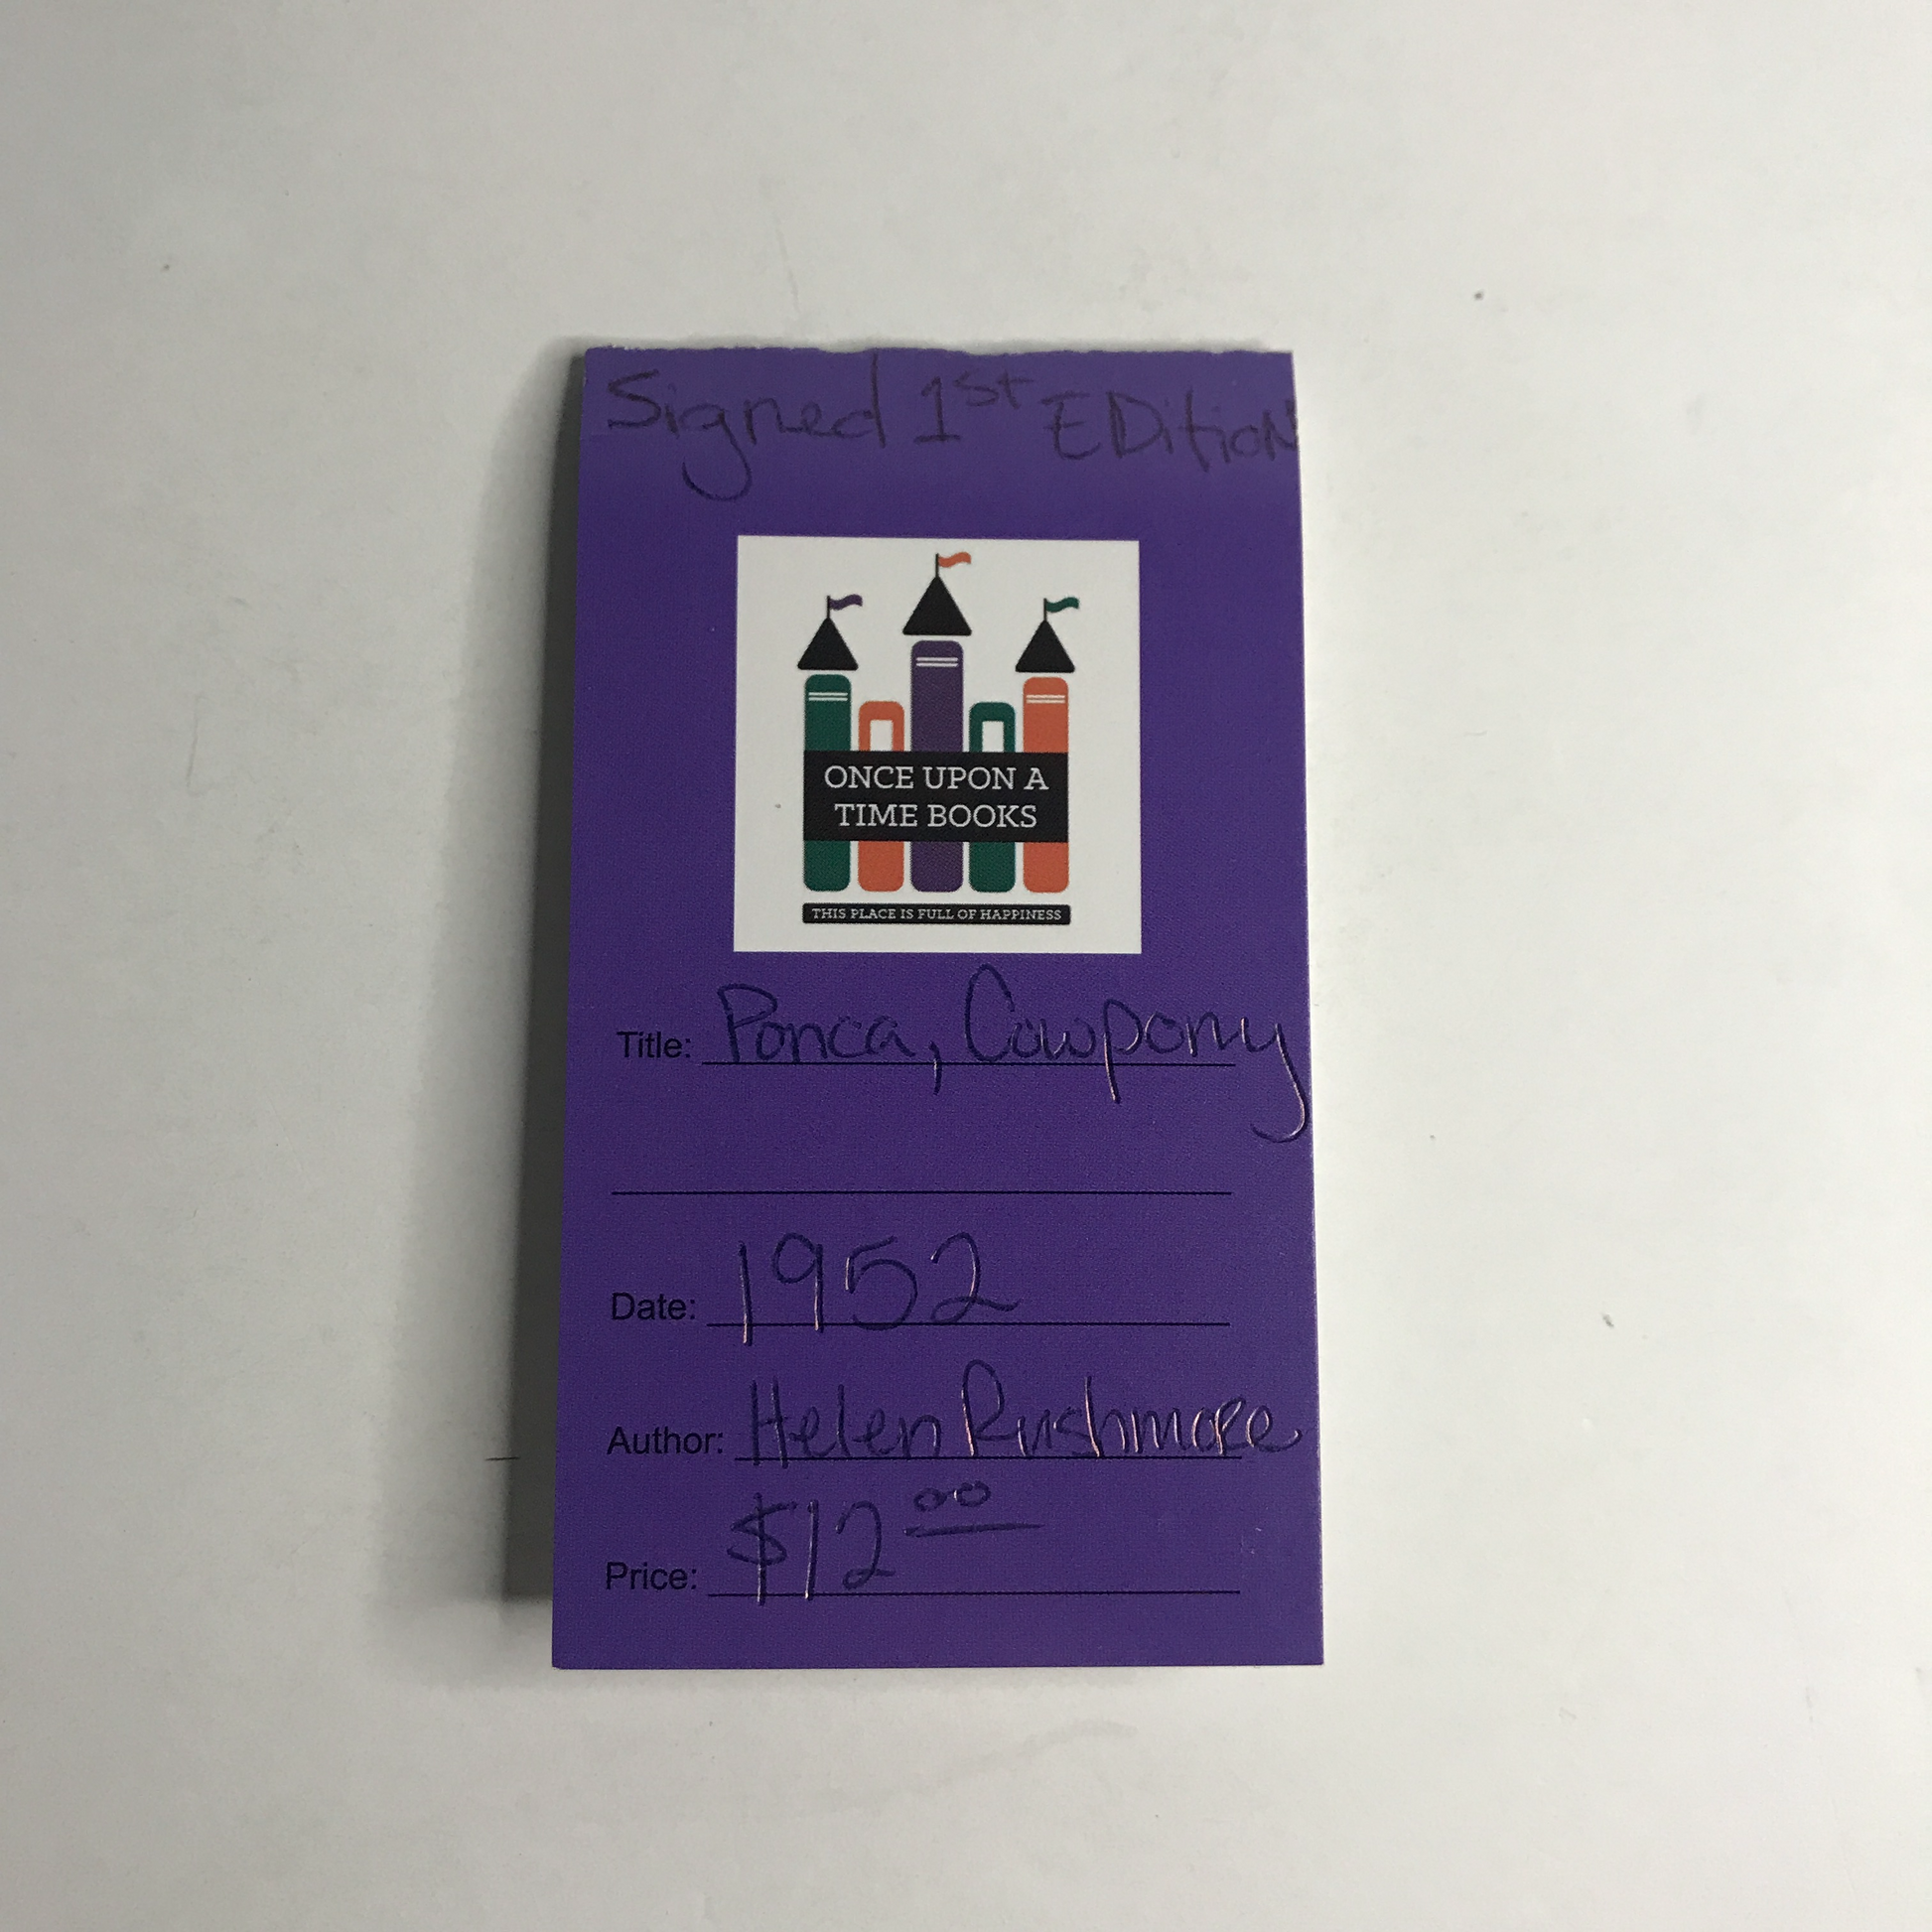 Signed 1st EDitioN
ONCE UPON A
TIME BOOKS
THIS PLACE IS FULL OF HAPPINESS
Title: Ponca, Cowpony
Date: 1952
Author: Helen Rushmore
Price: $12 00